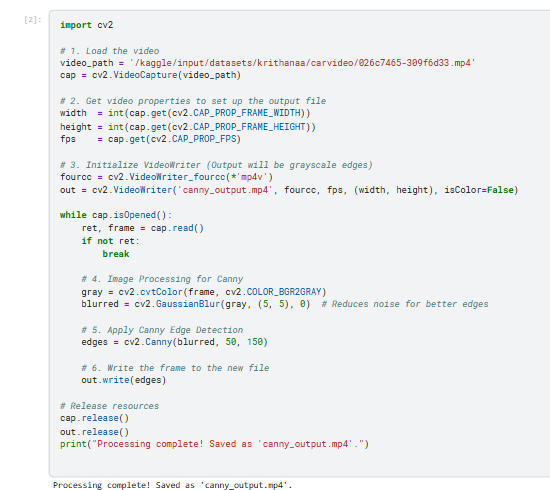 [2]:
import cv2
# 1. Load the video
video_path = '/kaggle/input/datasets/krithanaa/carvideo/026c7465-309f6d33.mp4'
cap = cv2.VideoCapture(video_path)
# 2. Get video properties to set up the output file
width  = int(cap.get(cv2.CAP_PROP_FRAME_WIDTH))
height = int(cap.get(cv2.CAP_PROP_FRAME_HEIGHT))
fps    = cap.get(cv2.CAP_PROP_FPS)
# 3. Initialize VideoWriter (Output will be grayscale edges)
fourcc = cv2.VideoWriter_fourcc(*'mp4v')
out = cv2.VideoWriter('canny_output.mp4', fourcc, fps, (width, height), isColor=False)
while cap.isOpened():
    ret, frame = cap.read()
    if not ret:
        break
    # 4. Image Processing for Canny
    gray = cv2.cvtColor(frame, cv2.COLOR_BGR2GRAY)
    blurred = cv2.GaussianBlur(gray, (5, 5), 0)  # Reduces noise for better edges
    # 5. Apply Canny Edge Detection
    edges = cv2.Canny(blurred, 50, 150)
    # 6. Write the frame to the new file
    out.write(edges)
# Release resources
cap.release()
out.release()
print("Processing complete! Saved as 'canny_output.mp4'.")
Processing complete! Saved as 'canny_output.mp4'.